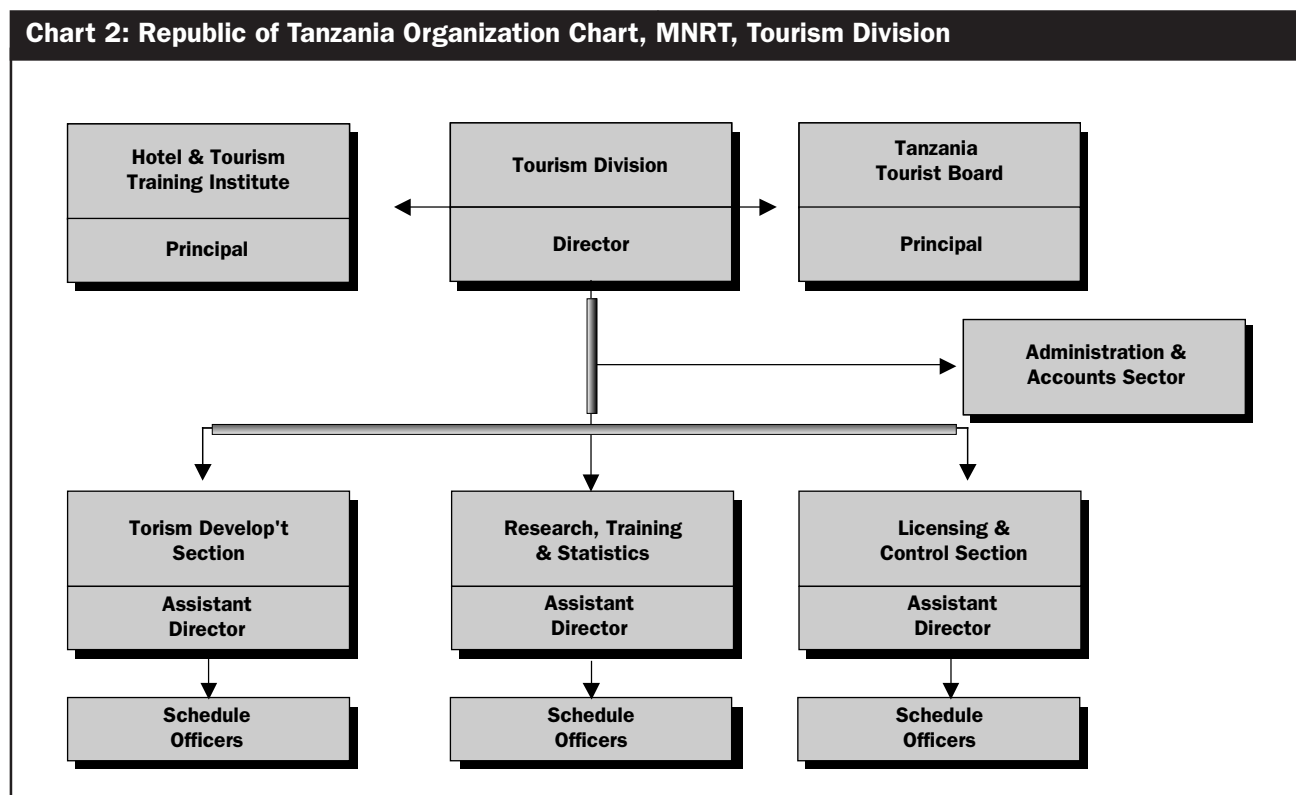 Chart 2: Republic of Tanzania Organization Chart, MNRT, Tourism Division
Hotel & Tourism
Training Institute
Principal
Tourism Division
Director
Tanzania
Tourist Board
Principal
Administration &
Accounts Sector
Torism Develop't
Section
Assistant
Director
Research, Training
& Statistics
Assistant
Director
Licensing &
Control Section
Assistant
Director
Schedule
Officers
Schedule
Officers
Schedule
Officers